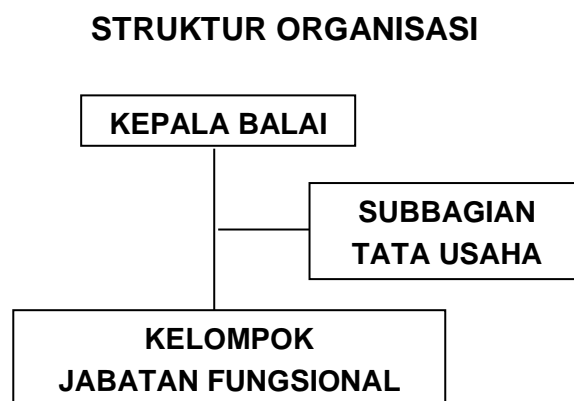 STRUKTUR ORGANISASI
KEPALA BALAI
SUBBAGIAN
TATA USAHA
KELOMPOK
JABATAN FUNGSIONAL